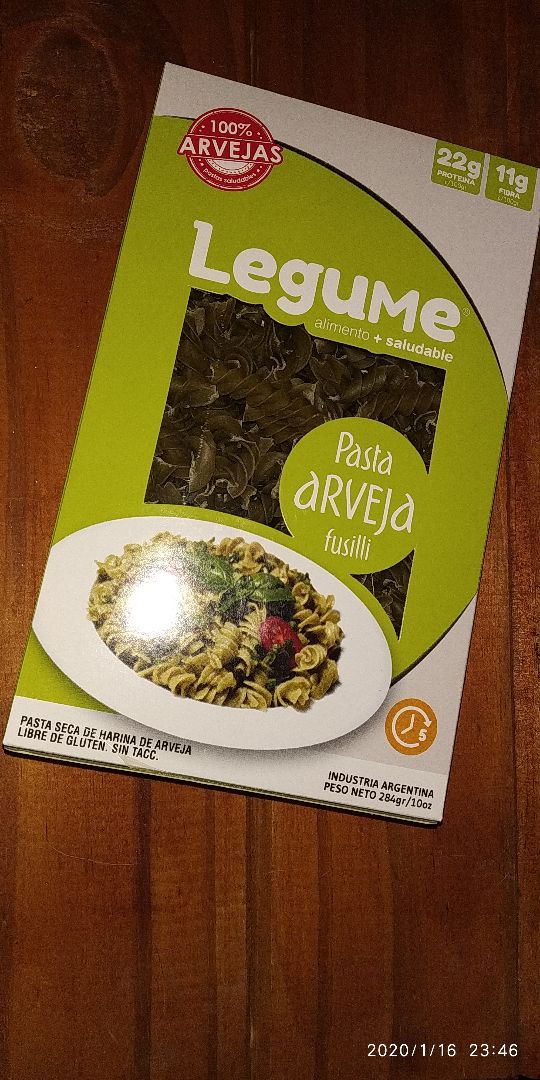 100%
ARVEJAS
pastas saludables
22g
PROTEINA
11g
FIBRA
LeguMe®
alimento + saludable
Pasta
ARVEJA
fusilli
5
PASTA SECA DE HARINA DE ARVEJA
LIBRE DE GLUTEN. SIN TACC.
INDUSTRIA ARGENTINA
PESO NETO 284gr/10oz
2020/1/16 23:46